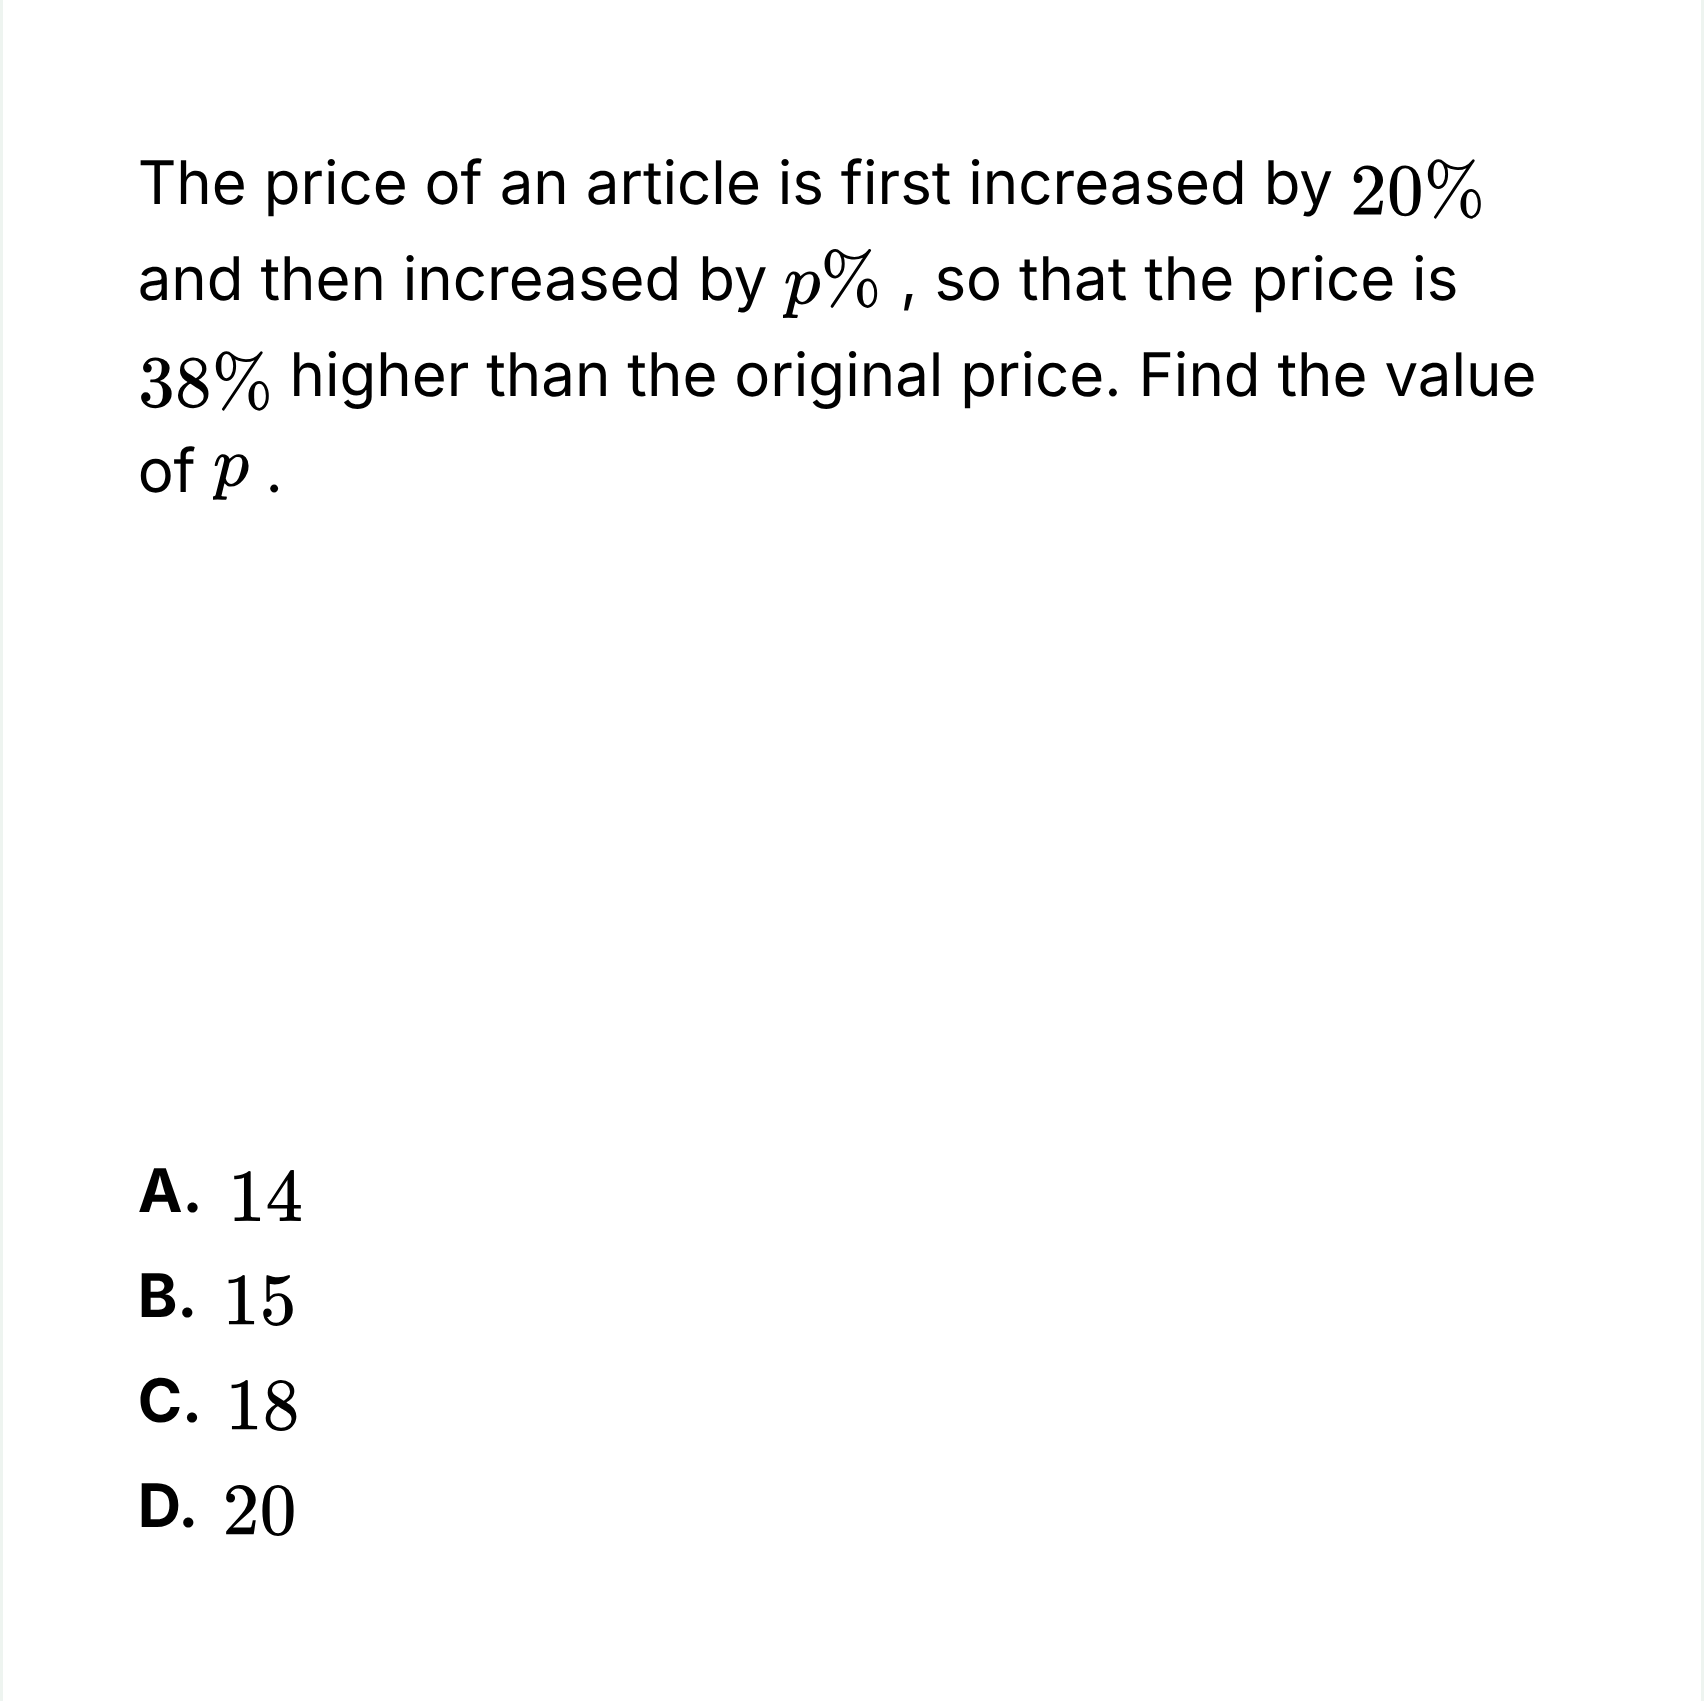 The price of an article is first increased by 20%
and then increased by p% , so that the price is
38% higher than the original price. Find the value
of p .
A. 14
B. 15
C. 18
D. 20